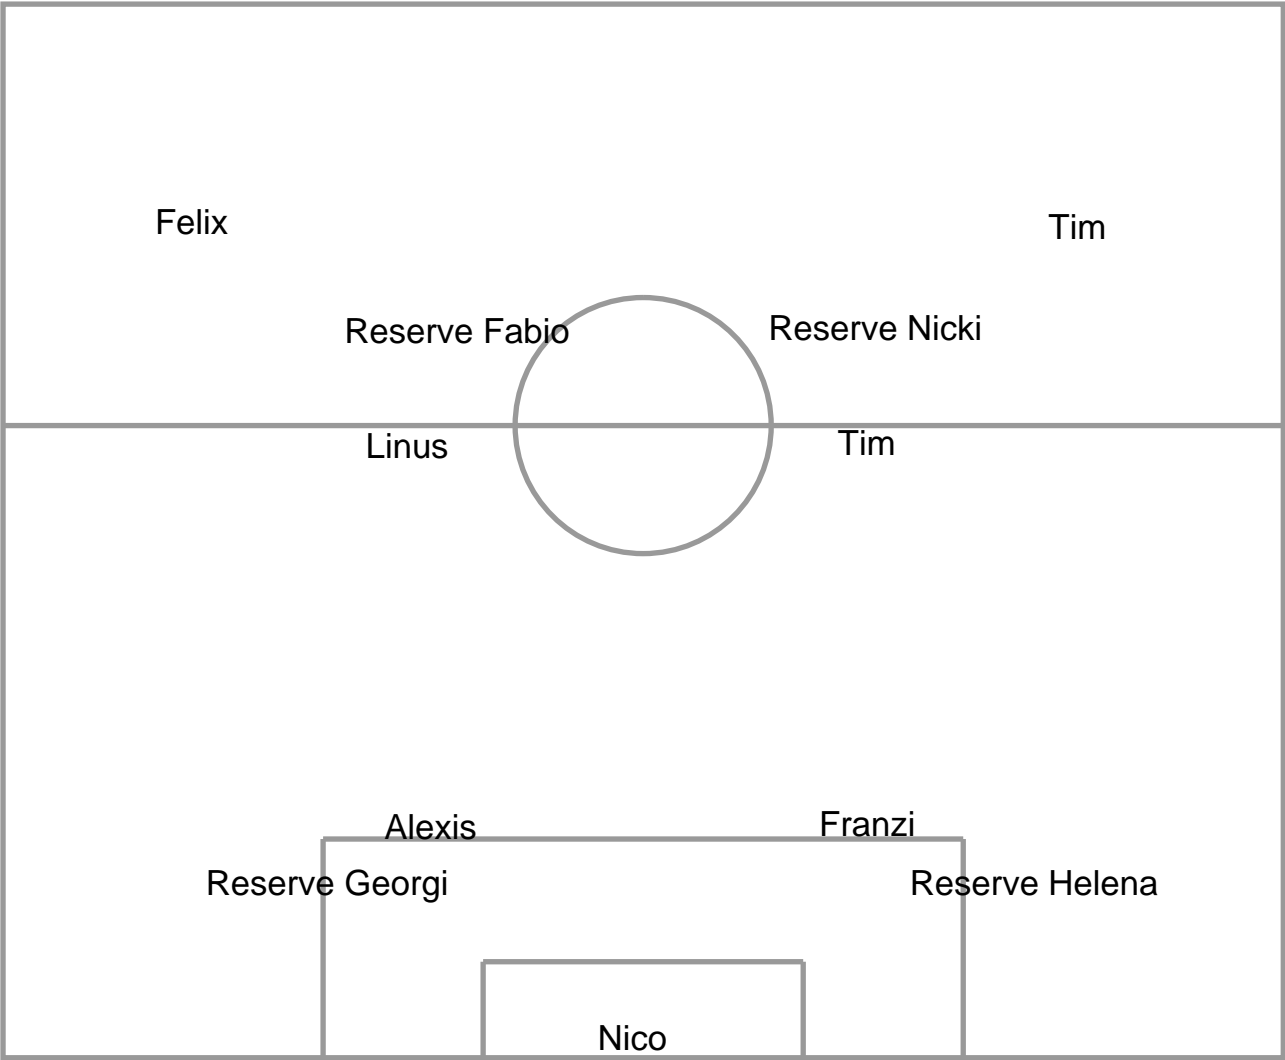 Felix
Tim
Reserve Fabio
Reserve Nicki
Linus
Tim
Alexis
Franzi
Reserve Georgi
Reserve Helena
Nico